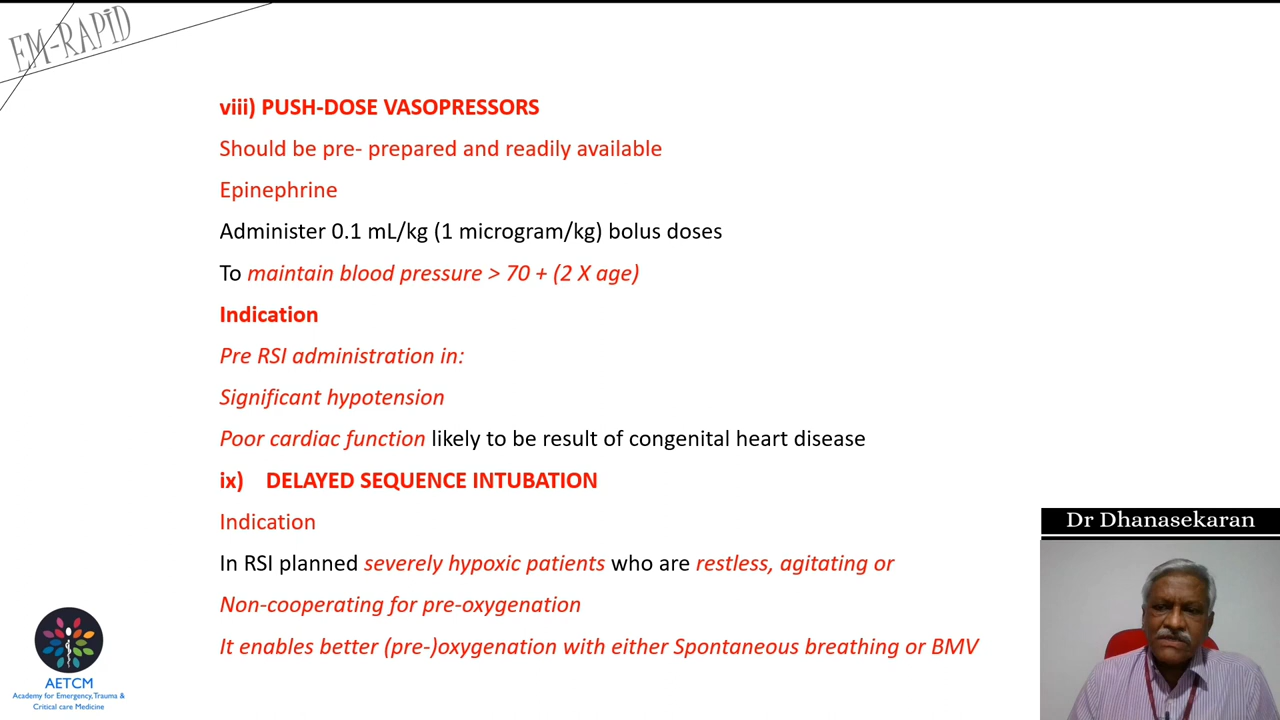 EM-RAPiD
viii) PUSH-DOSE VASOPRESSORS
Should be pre- prepared and readily available
Epinephrine
Administer 0.1 mL/kg (1 microgram/kg) bolus doses
To maintain blood pressure > 70 + (2 X age)
Indication
Pre RSI administration in:
Significant hypotension
Poor cardiac function likely to be result of congenital heart disease
ix) DELAYED SEQUENCE INTUBATION
Indication
In RSI planned severely hypoxic patients who are restless, agitating or
Non-cooperating for pre-oxygenation
It enables better (pre-)oxygenation with either Spontaneous breathing or BMV
Dr Dhanasekaran
AETCM
Academy for Emergency, Trauma &
Critical care Medicine